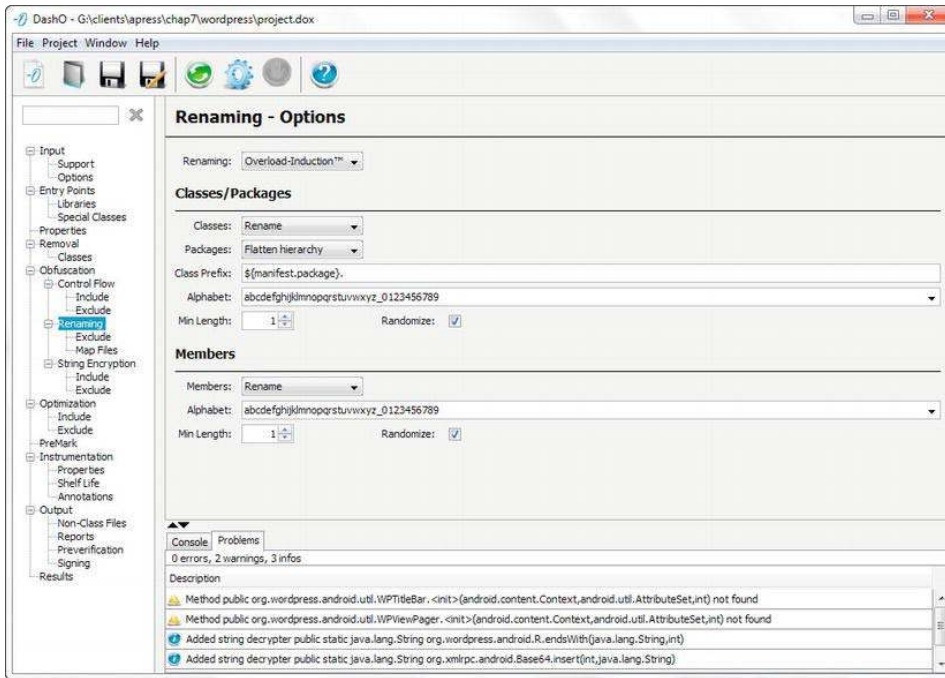 DashO - G:\clients\apress\chap7\wordpress\project.dox
File Project Window Help
Input
Support
Options
Entry Points
Libraries
Special Classes
Properties
Removal
Classes
Obfuscation
Control Flow
Include
Exclude
Renaming
Exclude
Map Files
String Encryption
Include
Exclude
Optimization
Include
Exclude
PreMark
Instrumentation
Properties
Shelf Life
Annotations
Output
Non-Class Files
Reports
Preverification
Signing
Results
Renaming - Options
Renaming: Overload-Induction™
Classes/Packages
Classes: Rename
Packages: Flatten hierarchy
Class Prefix: ${manifest.package}.
Alphabet: abcdefghijklmnopqrstuvwxyz_0123456789
Min Length: 1 Randomize:
Members
Members: Rename
Alphabet: abcdefghijklmnopqrstuvwxyz_0123456789
Min Length: 1 Randomize:
Console Problems
0 errors, 2 warnings, 3 infos
Description
Method public org.wordpress.android.util.WPTitleBar.<init>(android.content.Context,android.util.AttributeSet,int) not found
Method public org.wordpress.android.util.WPViewPager.<init>(android.content.Context,android.util.AttributeSet,int) not found
Added string decrypter public static java.lang.String org.wordpress.android.R.endsWith(java.lang.String,int)
Added string decrypter public static java.lang.String org.xmlrpc.android.Base64.insert(int,java.lang.String)